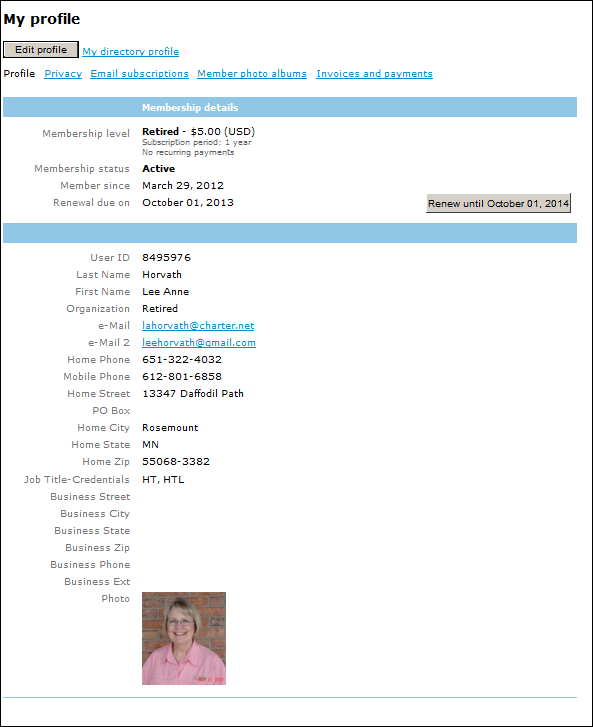 My profile
Edit profile My directory profile
Profile Privacy Email subscriptions Member photo albums Invoices and payments
Membership details
Membership level Retired - $5.00 (USD)
Subscription period: 1 year
No recurring payments
Membership status Active
Member since March 29, 2012
Renewal due on October 01, 2013 Renew until October 01, 2014
User ID 8495976
Last Name Horvath
First Name Lee Anne
Organization Retired
e-Mail lahorvath@charter.net
e-Mail 2 leehorvath@gmail.com
Home Phone 651-322-4032
Mobile Phone 612-801-6858
Home Street 13347 Daffodil Path
PO Box
Home City Rosemount
Home State MN
Home Zip 55068-3382
Job Title-Credentials HT, HTL
Business Street
Business City
Business State
Business Zip
Business Phone
Business Ext
Photo